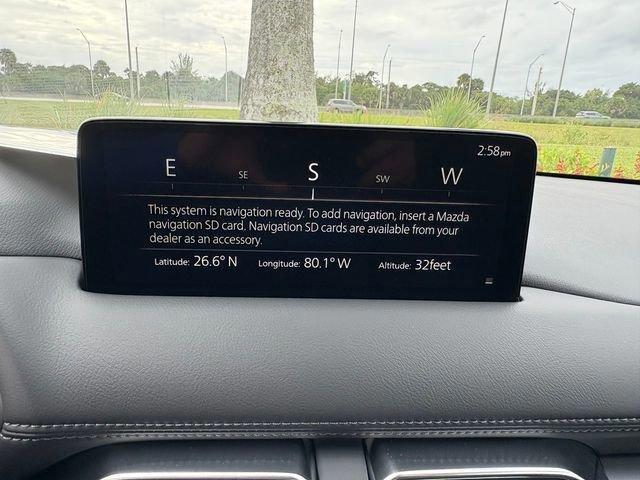 2:58pm
E SE S SW W
This system is navigation ready. To add navigation, insert a Mazda
navigation SD card. Navigation SD cards are available from your
dealer as an accessory.
Latitude: 26.6° N Longitude: 80.1° W Altitude: 32feet